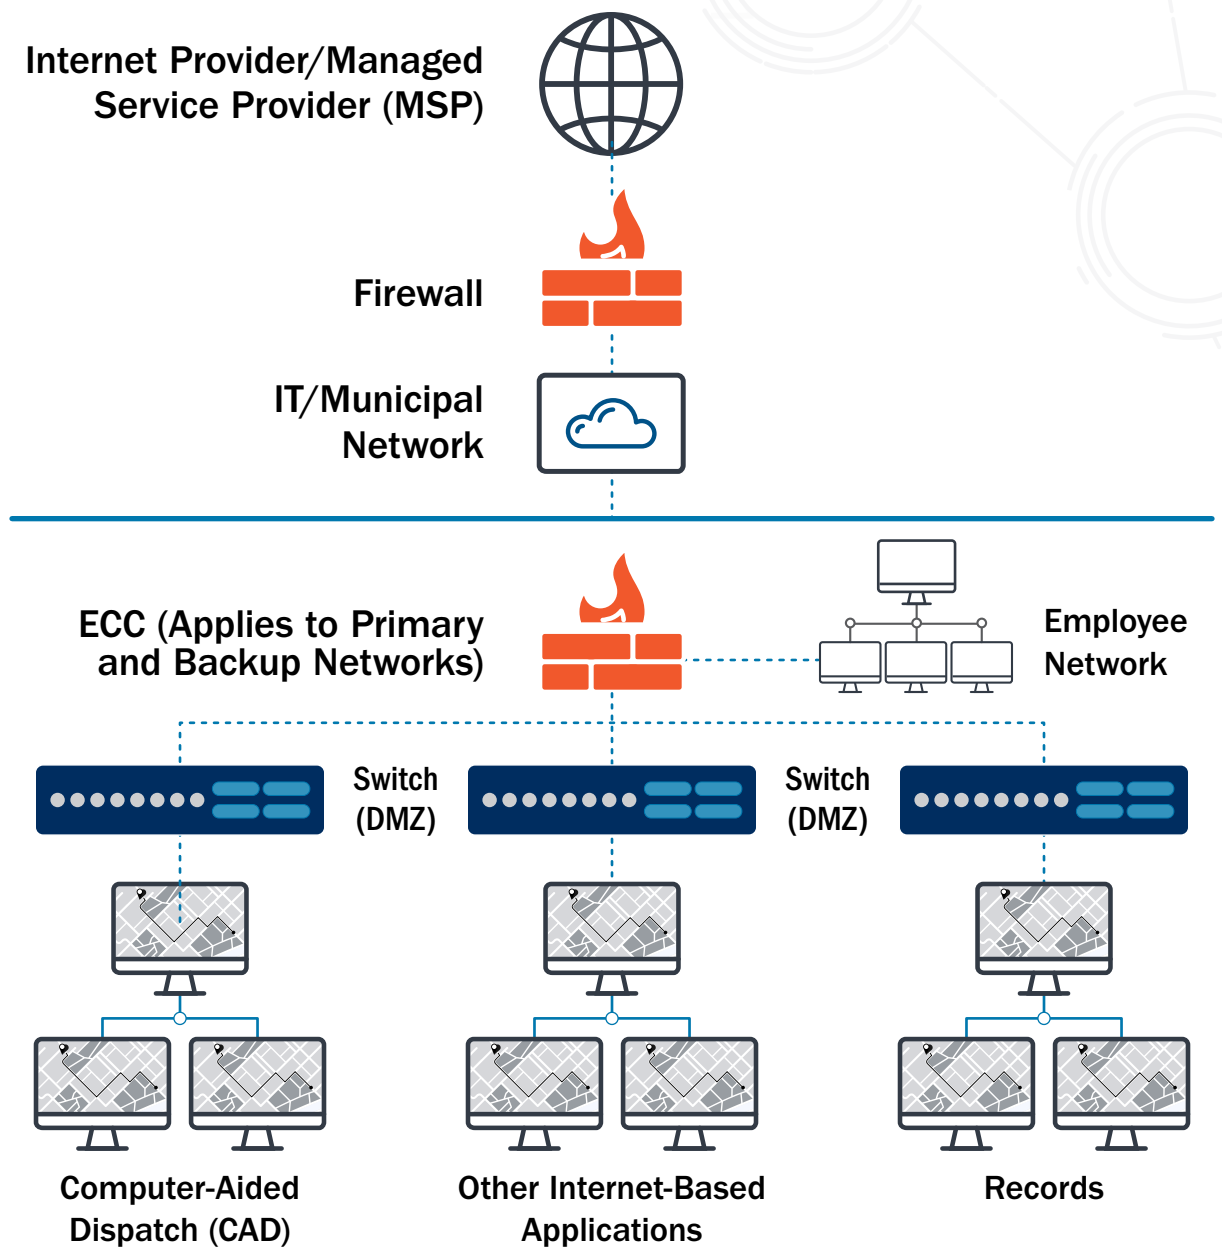 Internet Provider/Managed
Service Provider (MSP)
Firewall
IT/Municipal
Network
ECC (Applies to Primary
and Backup Networks)
Employee
Network
Switch
(DMZ)
Switch
(DMZ)
Computer-Aided
Dispatch (CAD)
Other Internet-Based
Applications
Records